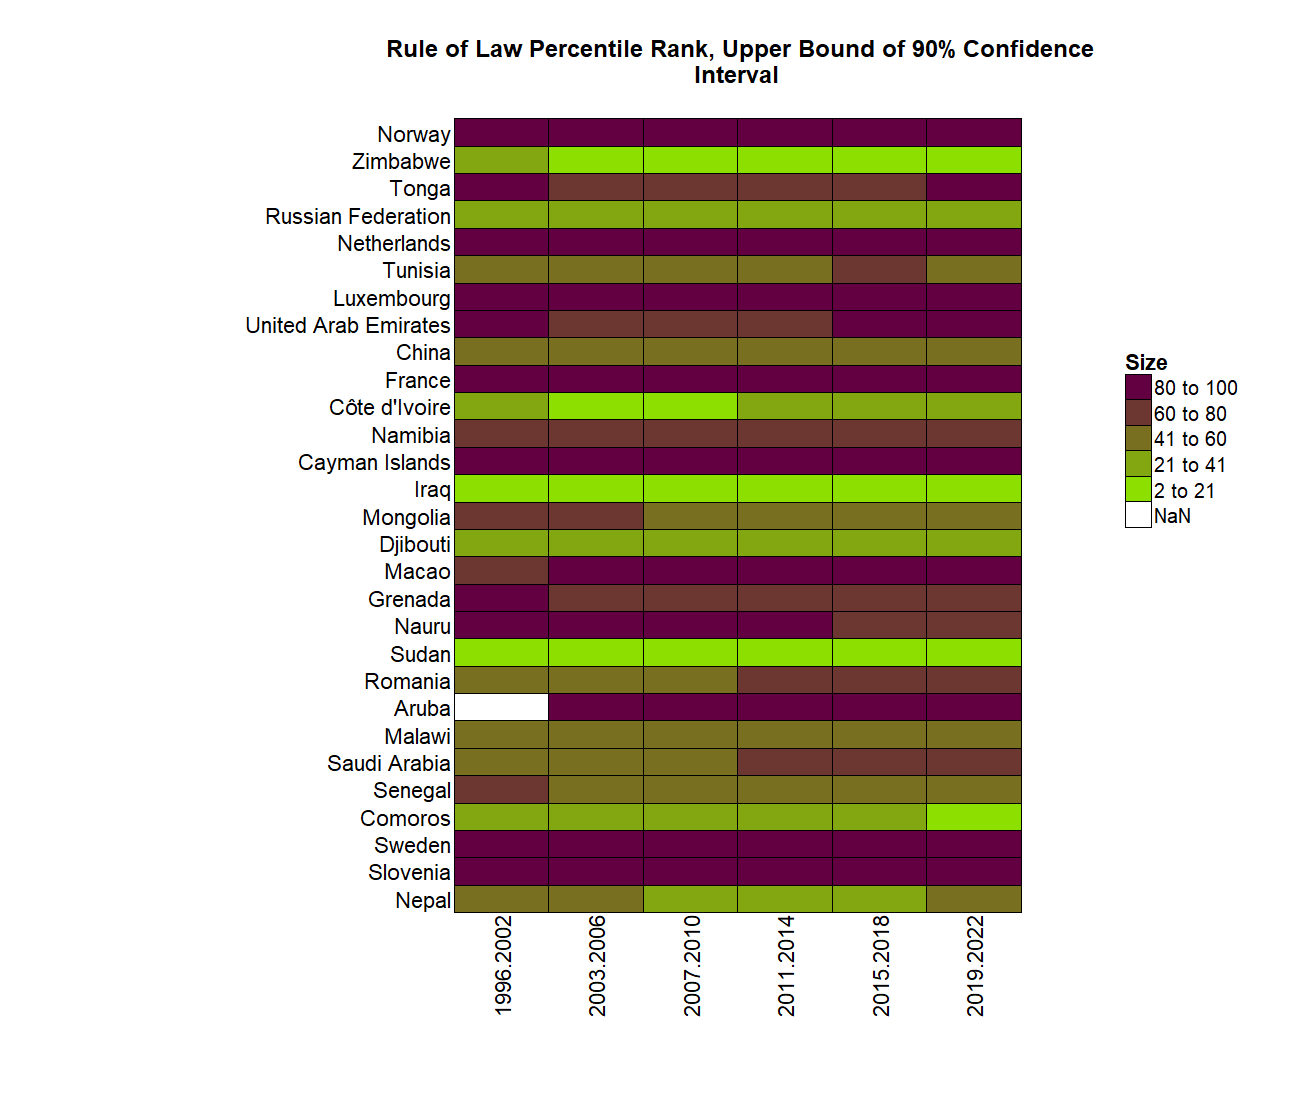 Rule of Law Percentile Rank, Upper Bound of 90% Confidence
Interval
Norway
Zimbabwe
Tonga
Russian Federation
Netherlands
Tunisia
Luxembourg
United Arab Emirates
China
France
Côte d'Ivoire
Namibia
Cayman Islands
Iraq
Mongolia
Djibouti
Macao
Grenada
Nauru
Sudan
Romania
Aruba
Malawi
Saudi Arabia
Senegal
Comoros
Sweden
Slovenia
Nepal
1996.2002
2003.2006
2007.2010
2011.2014
2015.2018
2019.2022
Size
80 to 100
60 to 80
41 to 60
21 to 41
2 to 21
NaN